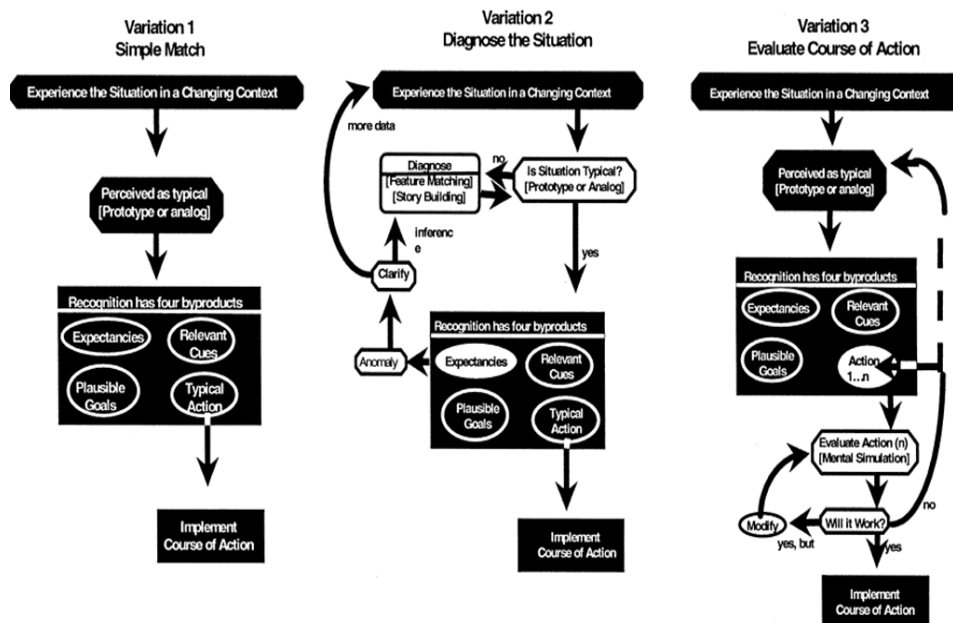 Variation 1
Simple Match
Experience the Situation in a Changing Context
Perceived as typical
[Prototype or analog]
Recognition has four byproducts
Expectancies
Relevant
Cues
Plausible
Goals
Typical
Action
Implement
Course of Action
Variation 2
Diagnose the Situation
Experience the Situation in a Changing Context
more data
Diagnose
[Feature Matching]
[Story Building]
no
Is Situation Typical?
[Prototype or Analog]
inferenc
e
yes
Clarify
Anomaly
Recognition has four byproducts
Expectancies
Relevant
Cues
Plausible
Goals
Typical
Action
Implement
Course of Action
Variation 3
Evaluate Course of Action
Experience the Situation in a Changing Context
Perceived as typical
[Prototype or analog]
Recognition has four byproducts
Expectancies
Relevant
Cues
Plausible
Goals
Action
1...n
Evaluate Action (n)
[Mental Simulation]
no
Modify
Will it Work?
yes, but
yes
Implement
Course of Action